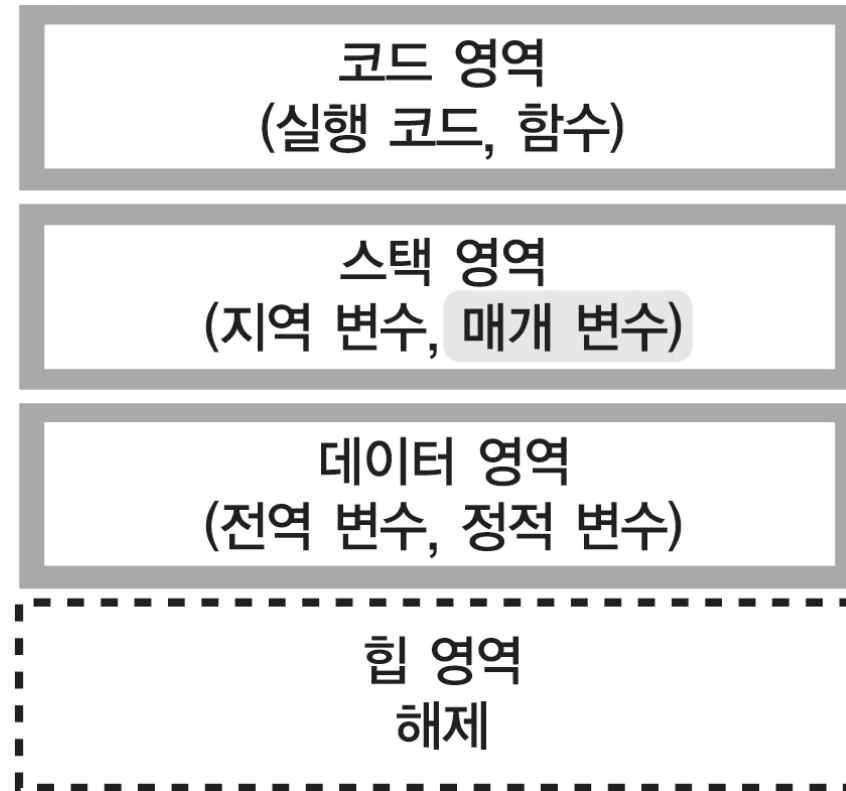 코드 영역
(실행 코드, 함수)
스택 영역
(지역 변수, 매개 변수)
데이터 영역
(전역 변수, 정적 변수)
힙 영역
해제